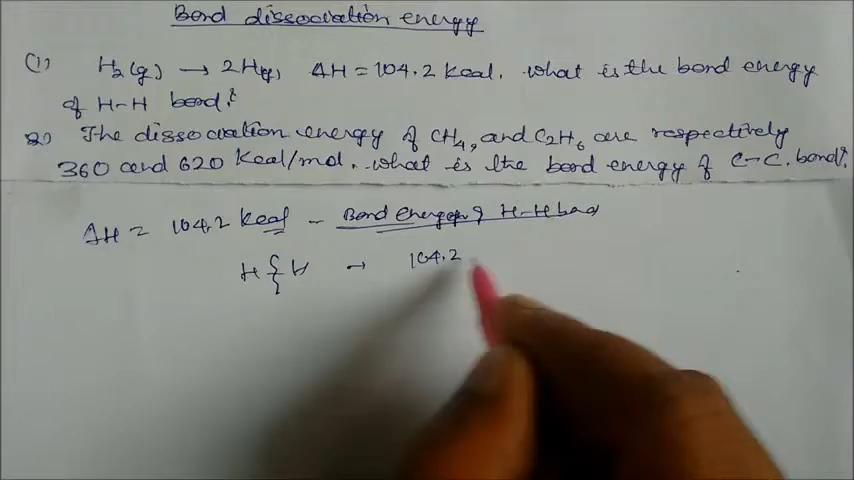 Bond dissociation energy
(1) H2(g) → 2H(g), ΔH = 104.2 Kcal. what is the bond energy
of H-H bond?
2) The dissociation energy of CH4, and C2H6 are respectively
360 and 620 Kcal/mol. what is the bond energy of C-C. bond?
ΔH = 104.2 kcal - Bond energy of H-H bond
H H → 104.2